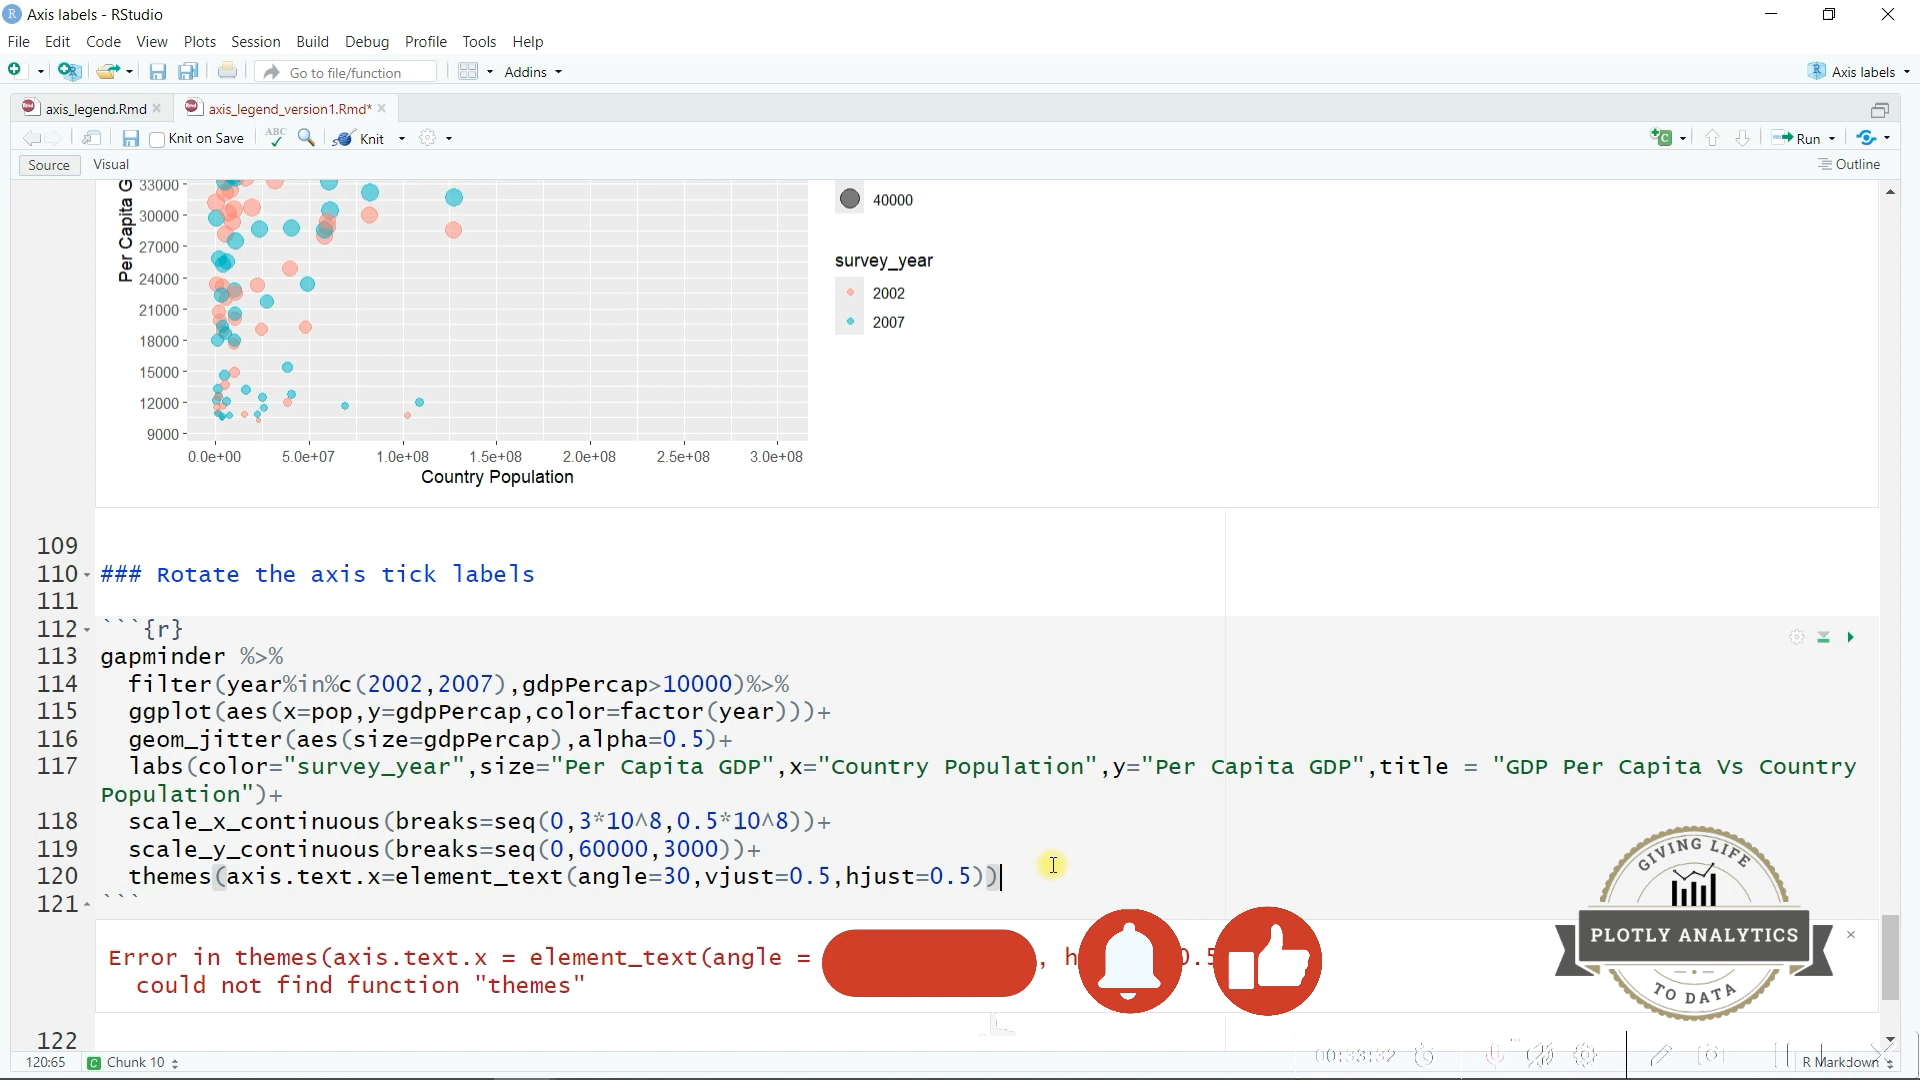 Axis labels - RStudio
File Edit Code View Plots Session Build Debug Profile Tools Help
Go to file/function Addins Axis labels
axis_legend.Rmd axis_legend_version1.Rmd*
Knit on Save ABC Knit Run
Source Visual Outline
Per Capita G
33000
30000
27000
24000
21000
18000
15000
12000
9000
0.0e+00 5.0e+07 1.0e+08 1.5e+08 2.0e+08 2.5e+08 3.0e+08
Country Population
40000
survey_year
2002
2007
109
110 ### Rotate the axis tick labels
111
112 ```{r}
113 gapminder %>%
114 filter(year%in%c(2002,2007),gdpPercap>10000)%>%
115 ggplot(aes(x=pop,y=gdpPercap,color=factor(year)))+
116 geom_jitter(aes(size=gdpPercap),alpha=0.5)+
117 labs(color="survey_year",size="Per Capita GDP",x="Country Population",y="Per Capita GDP",title = "GDP Per Capita Vs Country
Population")+
118 scale_x_continuous(breaks=seq(0,3*10^8,0.5*10^8))+
119 scale_y_continuous(breaks=seq(0,60000,3000))+
120 themes(axis.text.x=element_text(angle=30,vjust=0.5,hjust=0.5))
121 ```
Error in themes(axis.text.x = element_text(angle = , h 0.5
could not find function "themes"
122
GIVING LIFE
PLOTLY ANALYTICS
TO DATA
00:33:32
120:65 Chunk 10 R Markdown